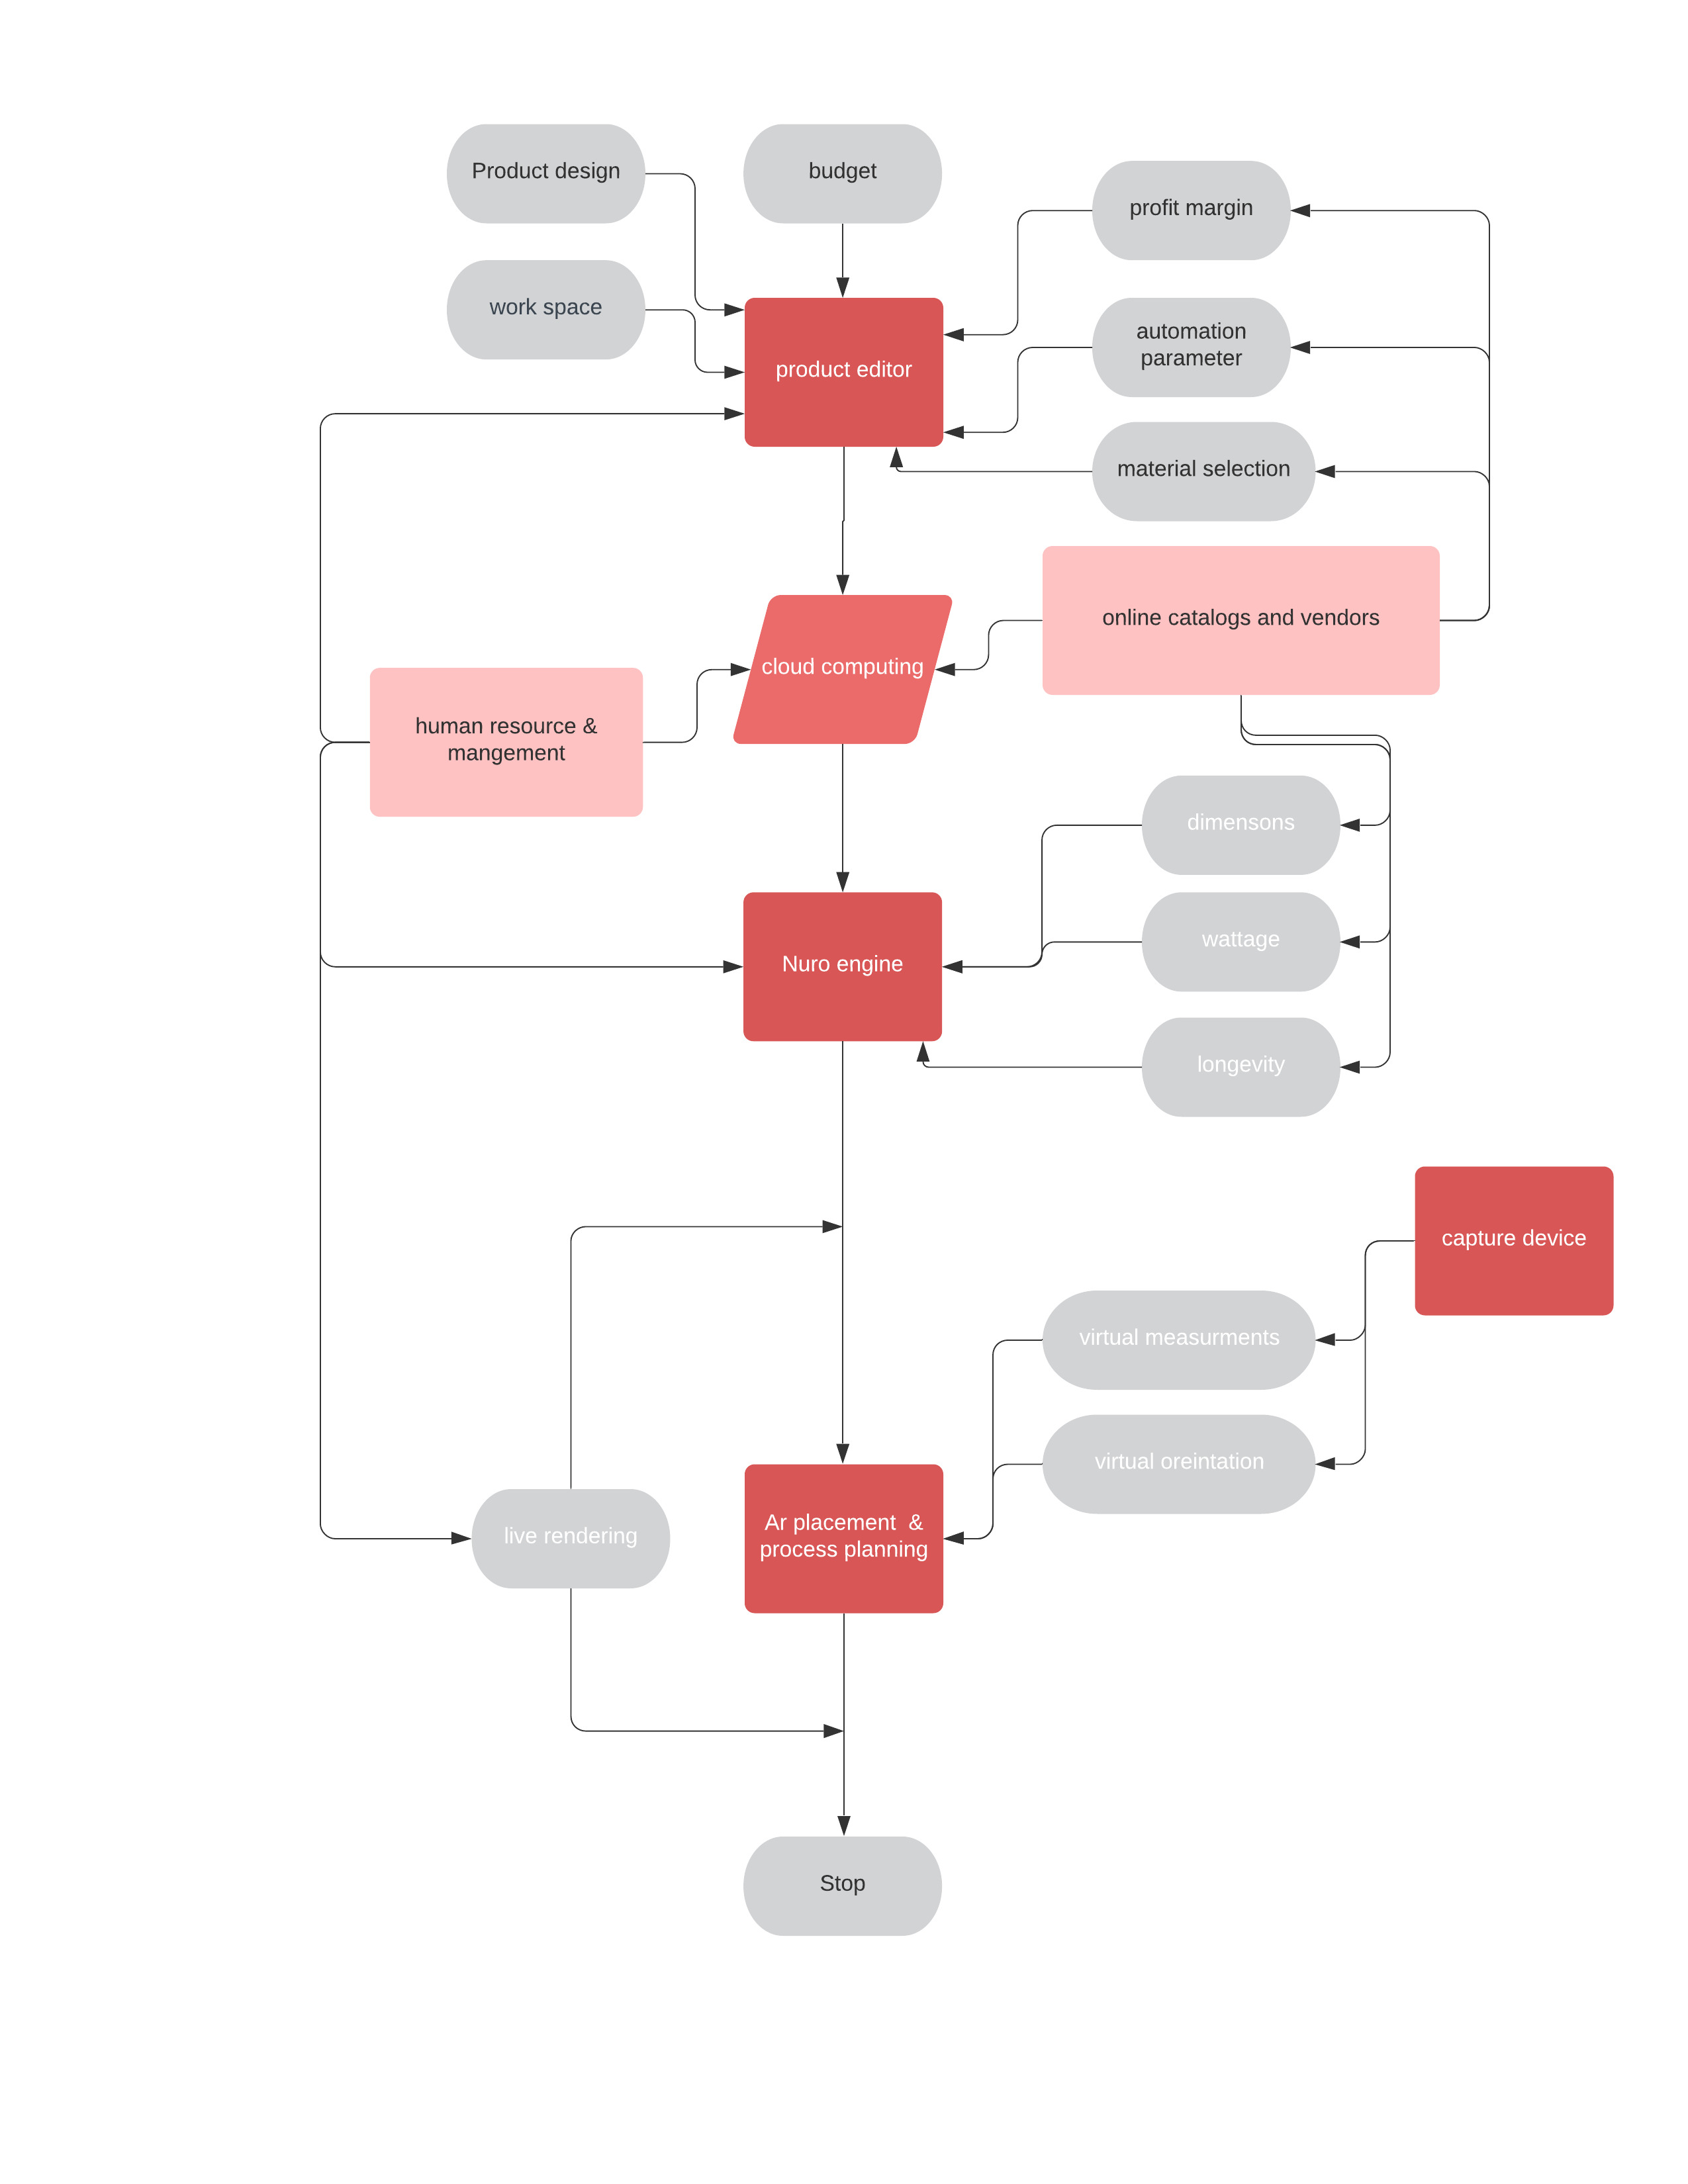 Product design
budget
profit margin
work space
automation
parameter
product editor
material selection
online catalogs and vendors
cloud computing
human resource &
mangement
dimensons
wattage
Nuro engine
longevity
capture device
virtual measurments
virtual oreintation
Ar placement  &
process planning
live rendering
Stop